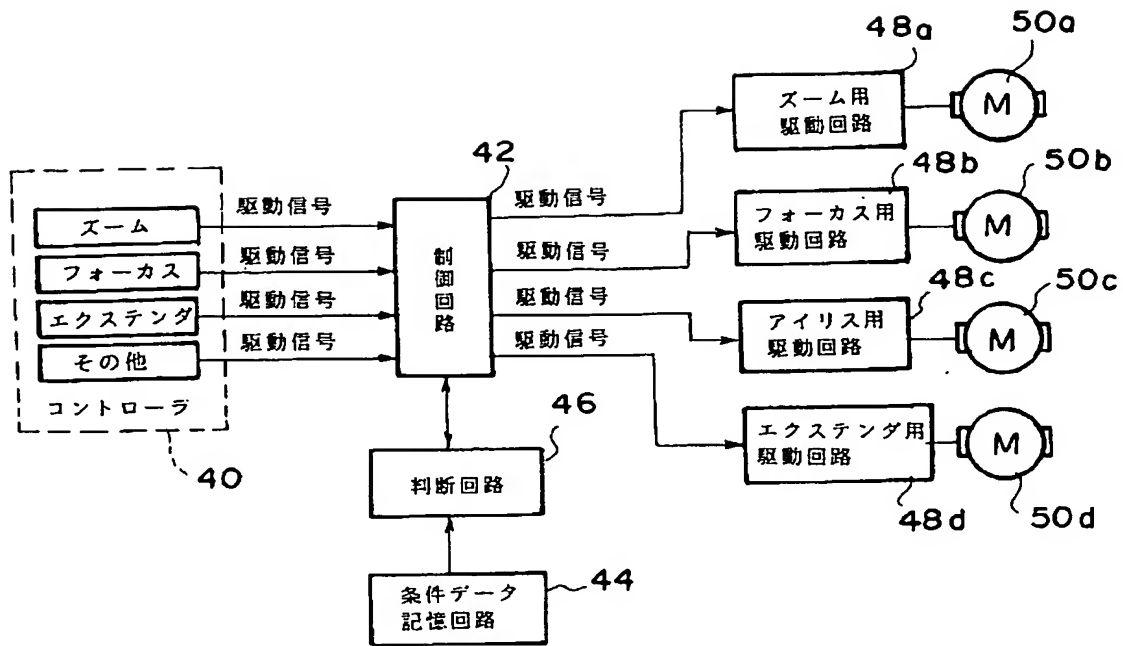 ズーム
フォーカス
エクステンダ
その他
コントローラ
40
駆動信号
駆動信号
駆動信号
駆動信号
42
制御回路
46
判断回路
44
条件データ
記憶回路
駆動信号
駆動信号
駆動信号
駆動信号
48a
ズーム用
駆動回路
50a
M
48b
フォーカス用
駆動回路
50b
M
48c
アイリス用
駆動回路
50c
M
エクステンダ用
駆動回路
48d
M
50d